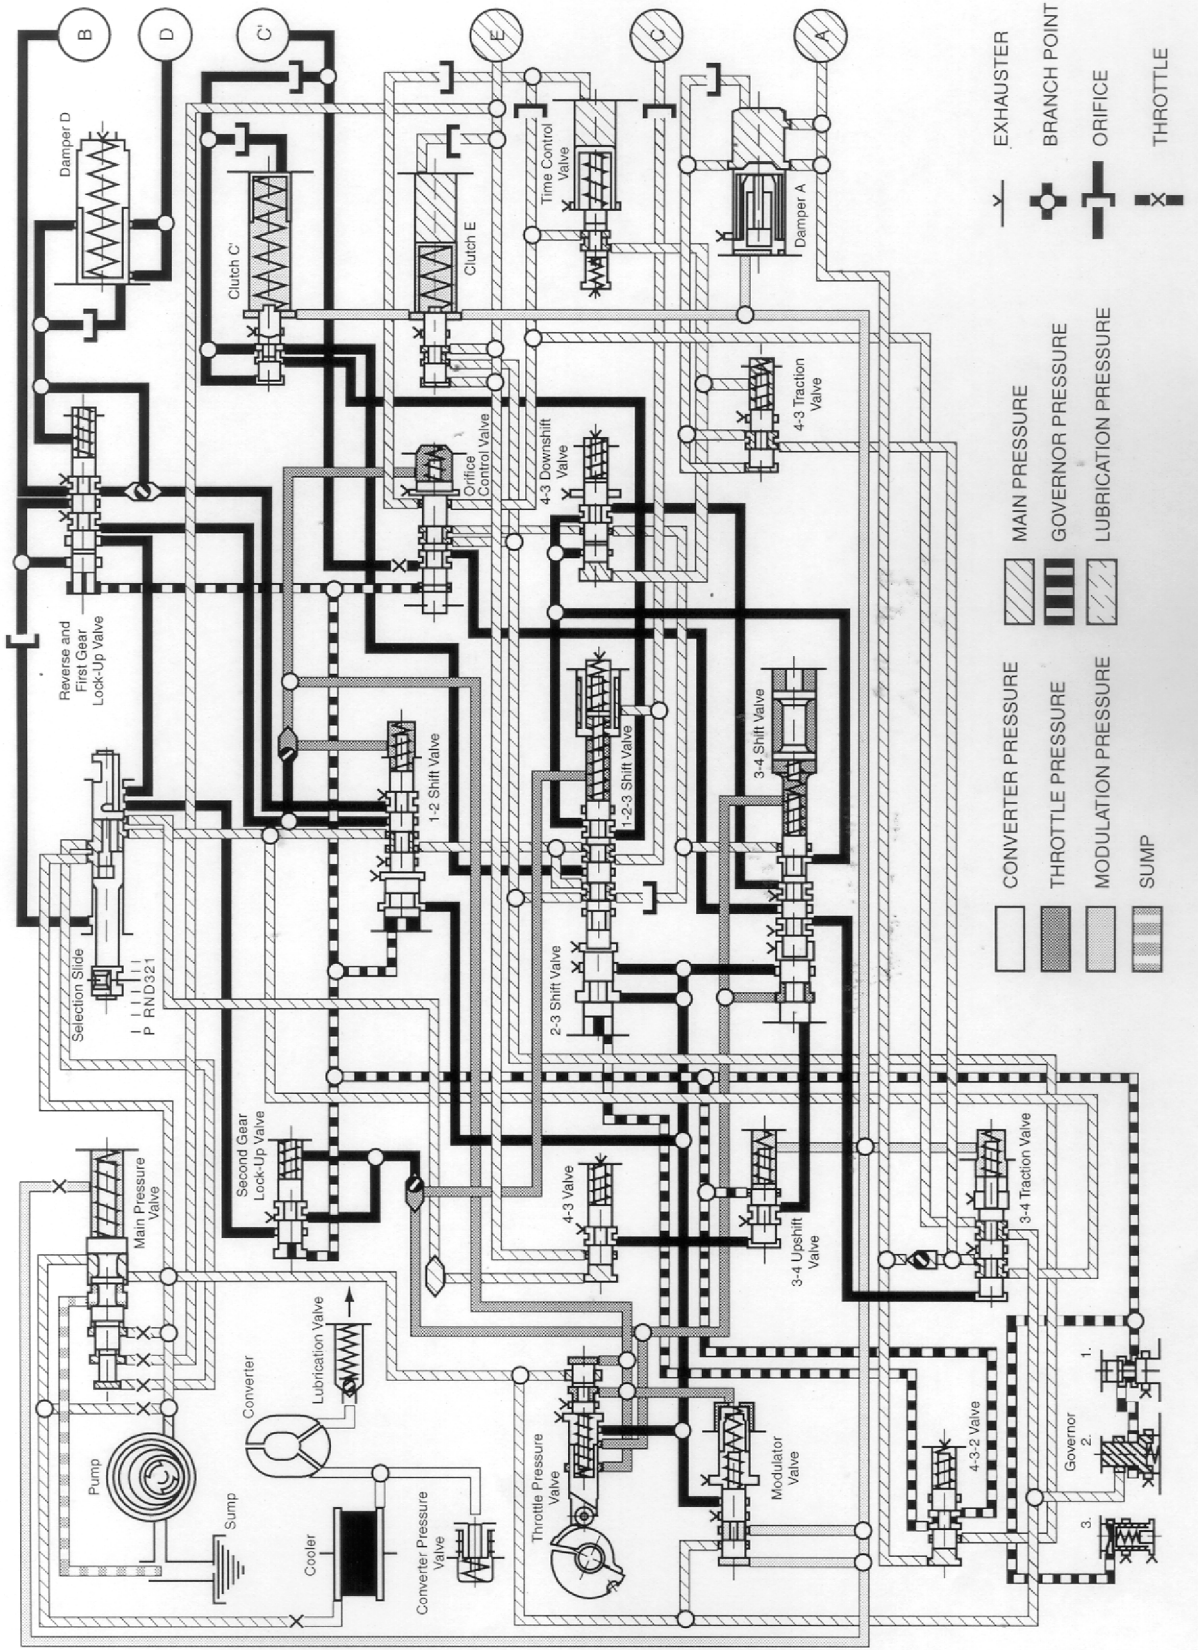 B
D
C'
E
C
A
Damper D
Clutch C'
Clutch E
Time Control
Valve
Damper A
Reverse and
First Gear
Lock-Up Valve
Orifice
Control Valve
4-3 Downshift
Valve
4-3 Traction
Valve
Selection Slide
P RND321
1-2 Shift Valve
1-2-3 Shift Valve
2-3 Shift Valve
3-4 Shift Valve
Main Pressure
Valve
Second Gear
Lock-Up Valve
4-3 Valve
3-4 Upshift
Valve
3-4 Traction Valve
Pump
Sump
Converter
Lubrication Valve
Cooler
Converter Pressure
Valve
Throttle Pressure
Valve
Modulator
Valve
4-3-2 Valve
Governor
1.
2.
3.
CONVERTER PRESSURE
THROTTLE PRESSURE
MODULATION PRESSURE
SUMP
MAIN PRESSURE
GOVERNOR PRESSURE
LUBRICATION PRESSURE
EXHAUSTER
BRANCH POINT
ORIFICE
THROTTLE